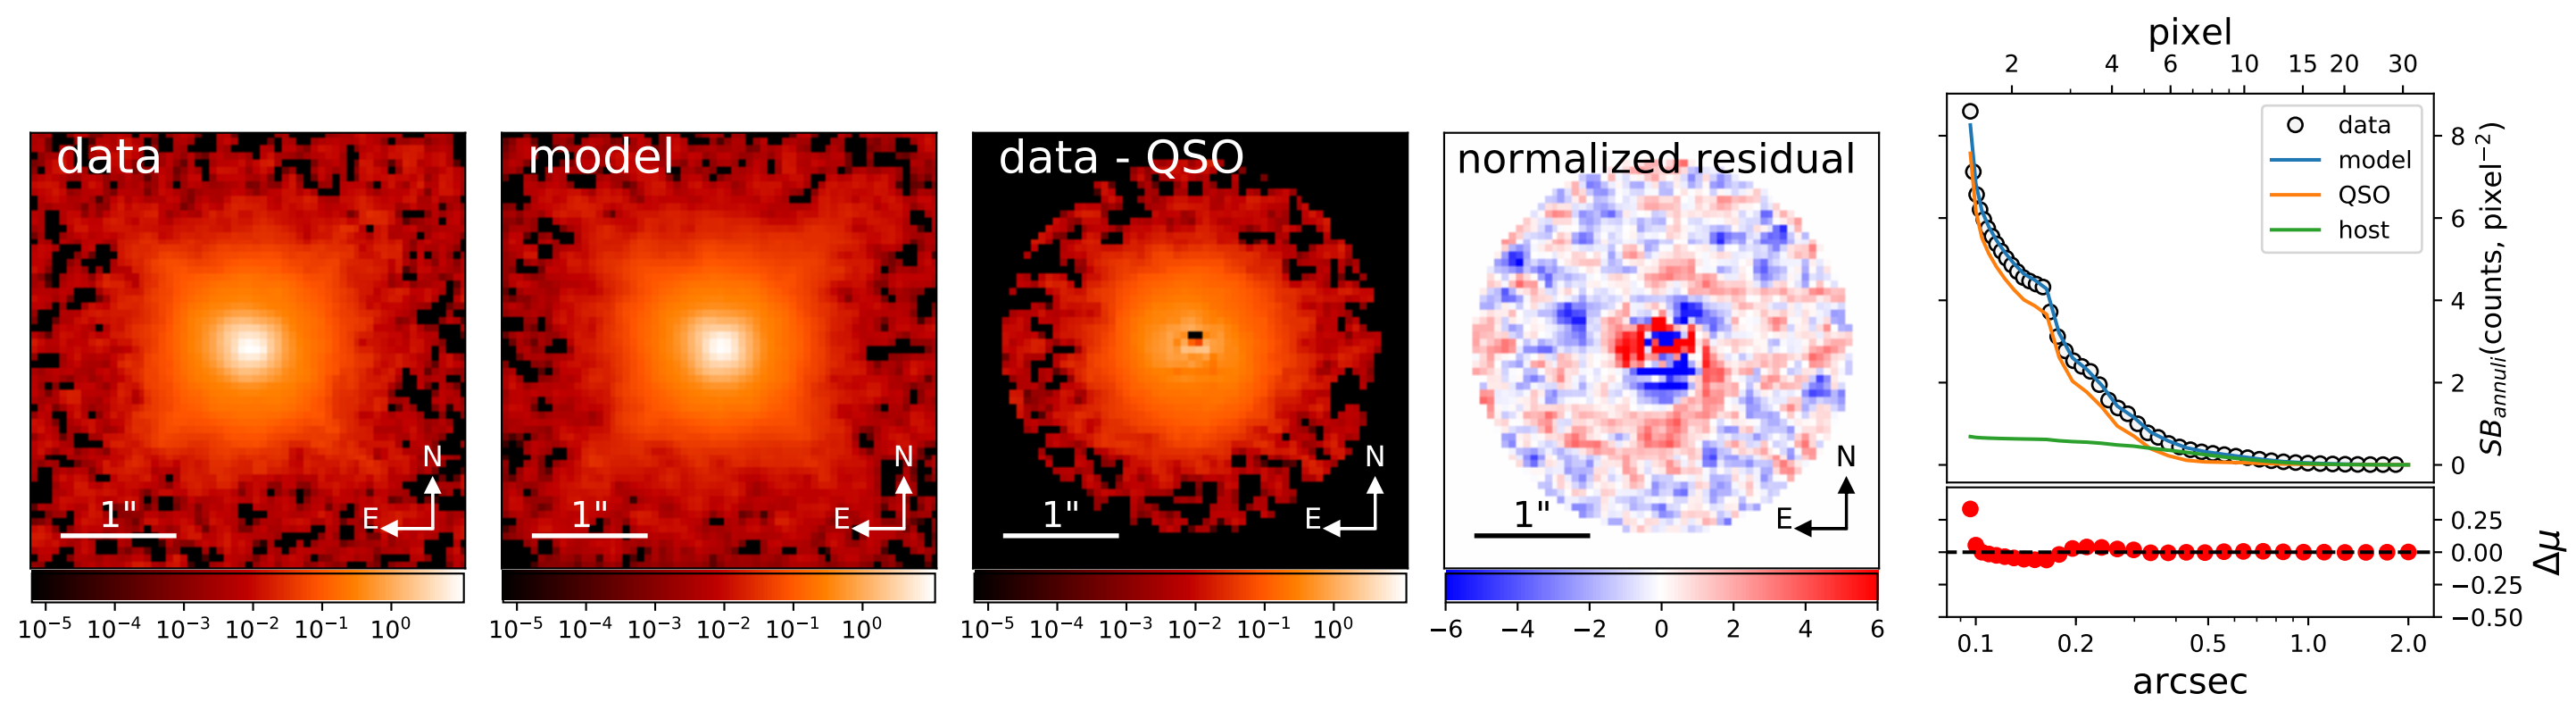 data
N
E
1"
10⁻⁵ 10⁻⁴ 10⁻³ 10⁻² 10⁻¹ 10⁰
model
N
E
1"
10⁻⁵ 10⁻⁴ 10⁻³ 10⁻² 10⁻¹ 10⁰
data - QSO
N
E
1"
10⁻⁵ 10⁻⁴ 10⁻³ 10⁻² 10⁻¹ 10⁰
normalized residual
N
E
1"
−6 −4 −2 0 2 4 6
pixel
2 4 6 10 15 20 30
data
model
QSO
host
8
6
4
2
0
SB_annuli(counts, pixel⁻²)
0.25
0.00
−0.25
−0.50
Δμ
0.1 0.2 0.5 1.0 2.0
arcsec